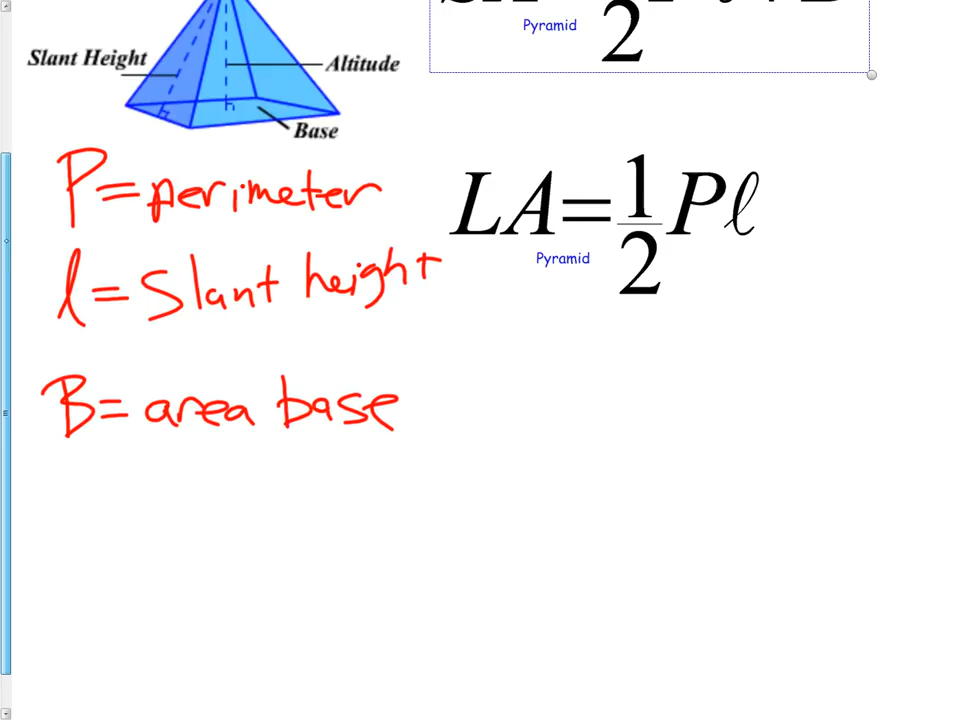 Pyramid
2
Slant Height
Altitude
Base
P = perimeter
LA = 1/2 Pℓ
Pyramid
l = Slant height
B = area base